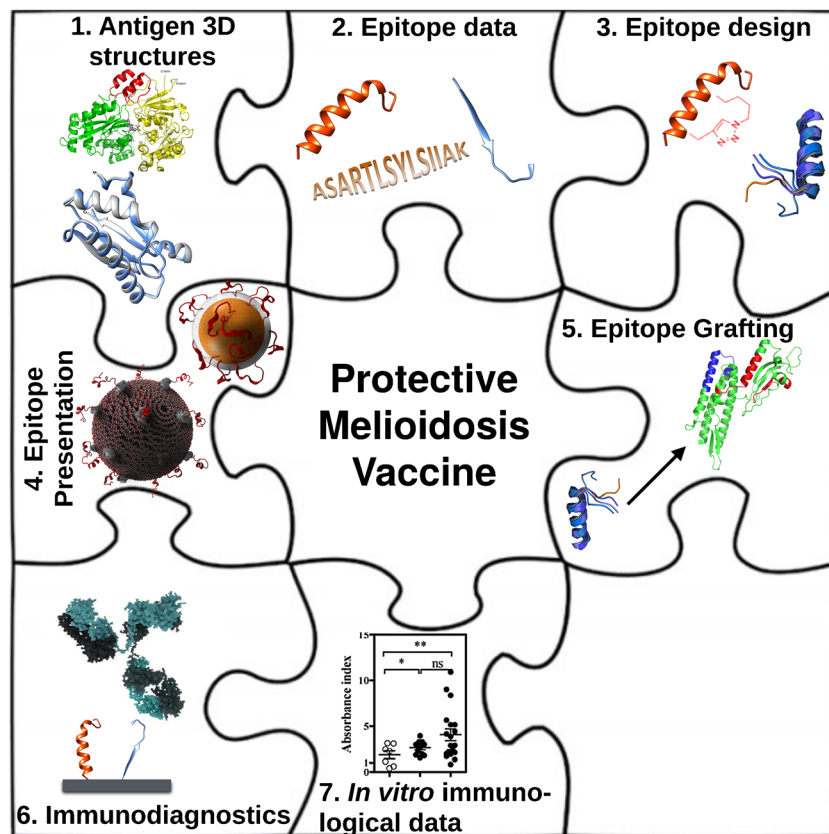 1. Antigen 3D
structures
2. Epitope data
3. Epitope design
ASARTLSYLSIIAK
N
N
N
4. Epitope
Presentation
Protective
Melioidosis
Vaccine
5. Epitope Grafting
6. Immunodiagnostics
Absorbance index
15
10
5
1
0
**
*
ns
7. In vitro immuno-
logical data